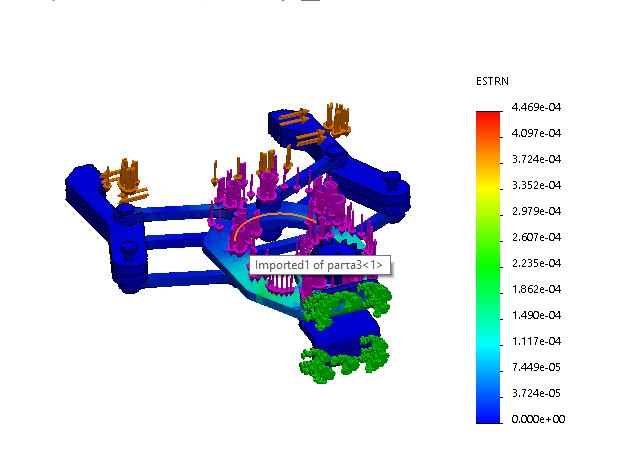 ESTRN
4.469e-04
4.097e-04
3.724e-04
3.352e-04
2.979e-04
2.607e-04
2.235e-04
1.862e-04
1.490e-04
1.117e-04
7.449e-05
3.724e-05
0.000e+00
Imported1 of parта3<1>